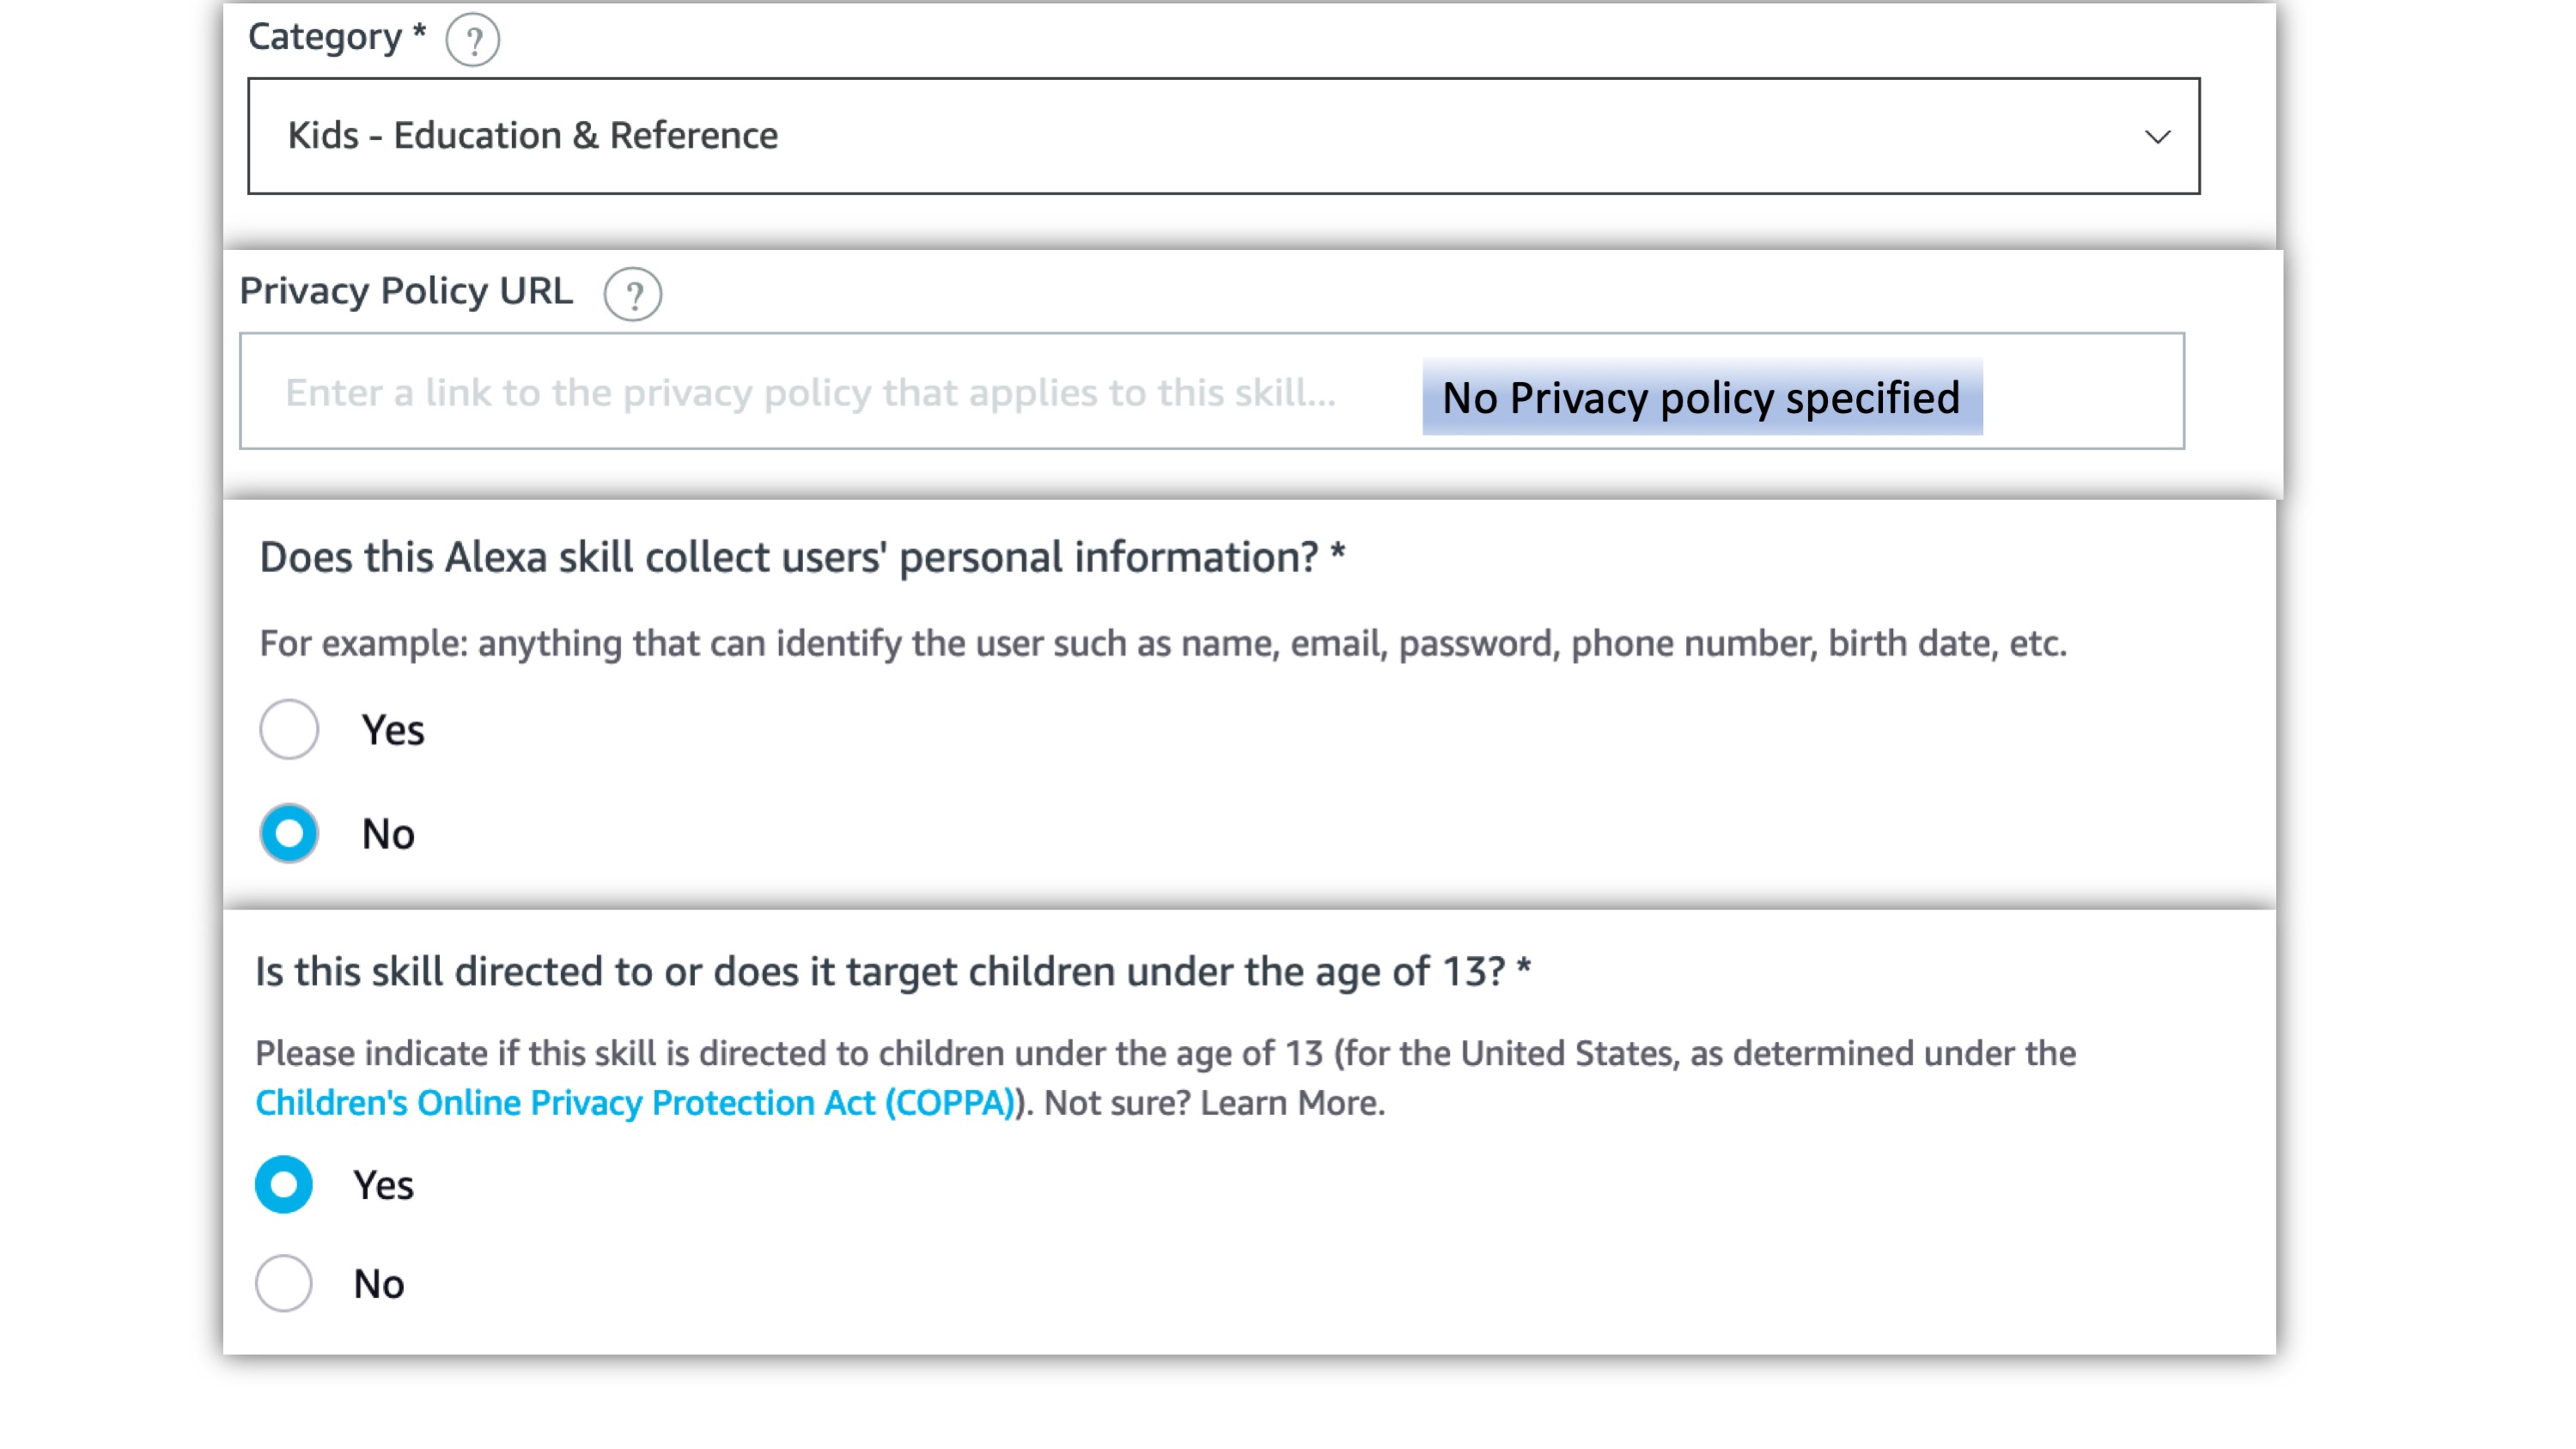 Category * ?
Kids - Education & Reference
Privacy Policy URL ?
Enter a link to the privacy policy that applies to this skill... No Privacy policy specified
Does this Alexa skill collect users' personal information? *
For example: anything that can identify the user such as name, email, password, phone number, birth date, etc.
Yes
No
Is this skill directed to or does it target children under the age of 13? *
Please indicate if this skill is directed to children under the age of 13 (for the United States, as determined under the
Children's Online Privacy Protection Act (COPPA)). Not sure? Learn More.
Yes
No